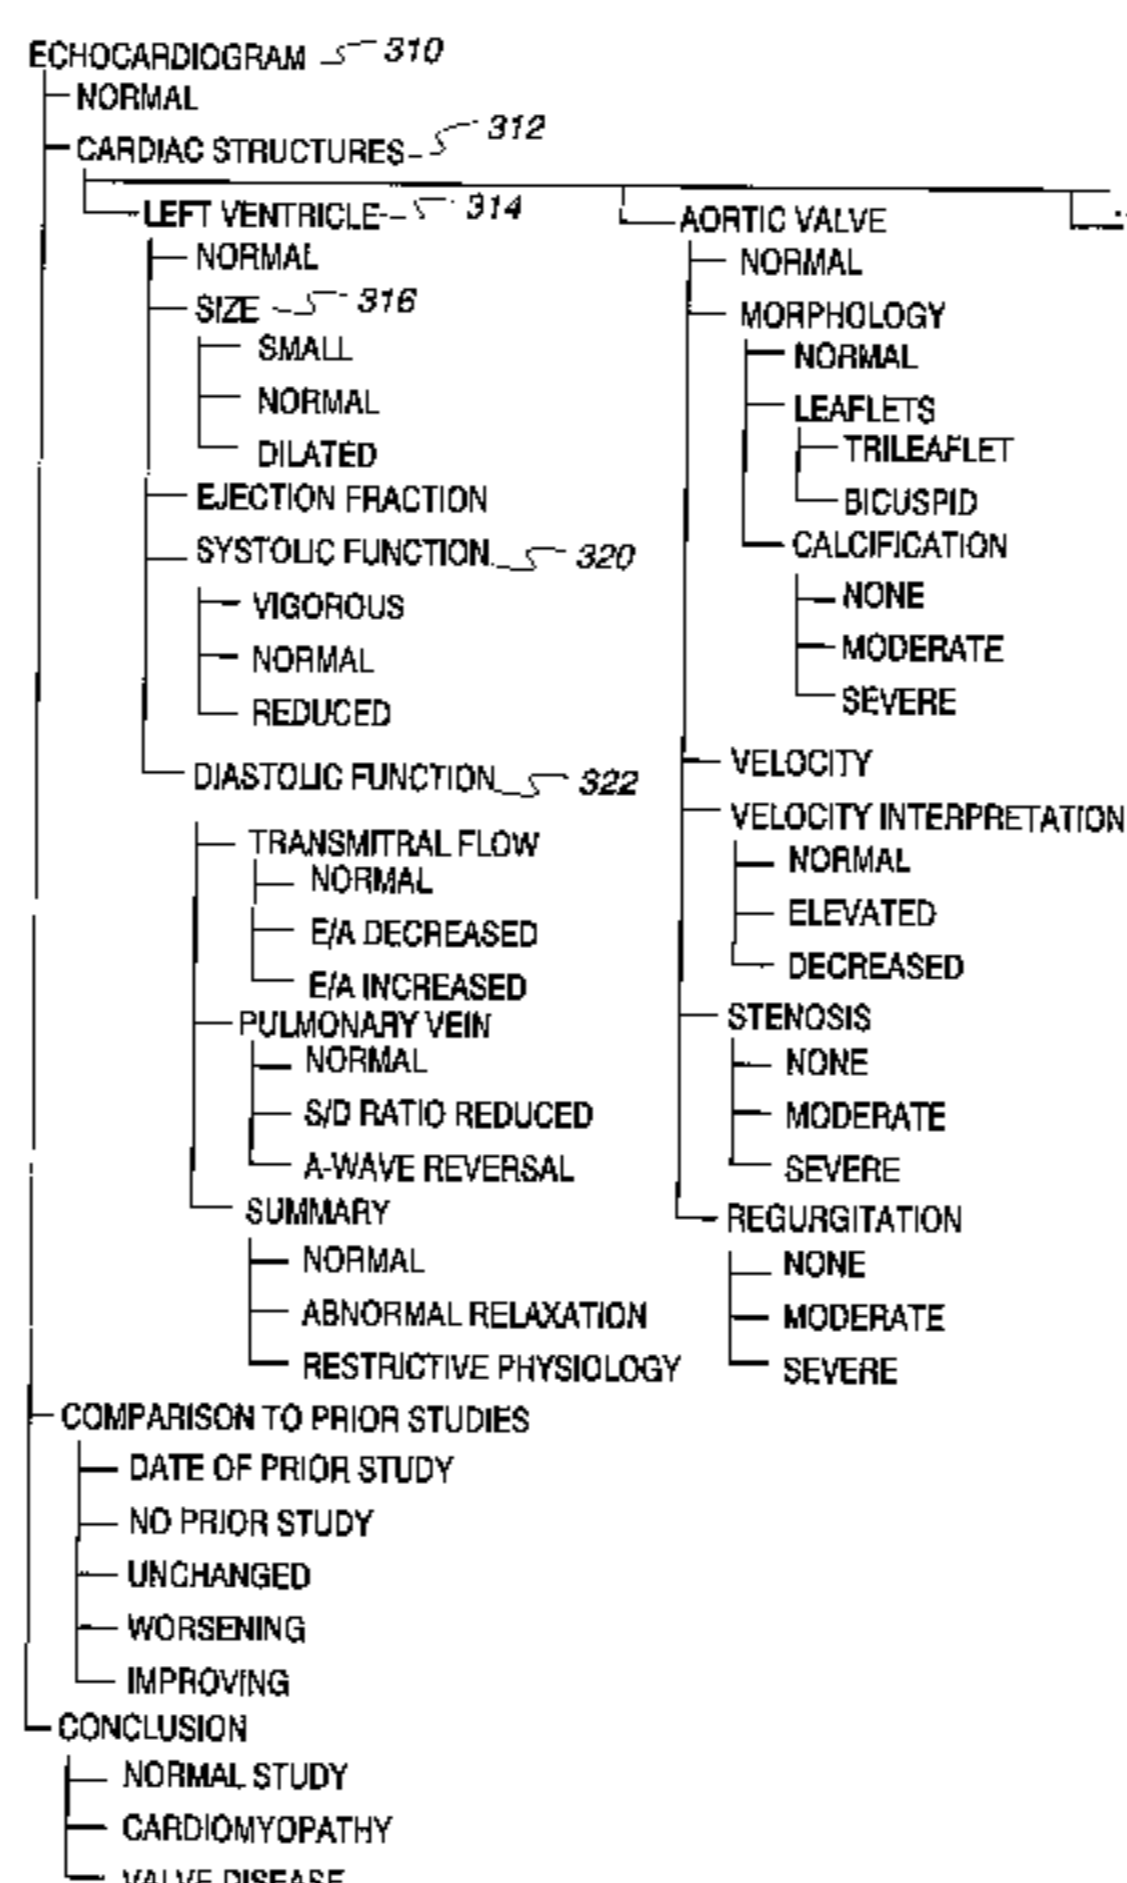 ECHOCARDIOGRAM 310
NORMAL
CARDIAC STRUCTURES 312
LEFT VENTRICLE 314
NORMAL
SIZE 316
SMALL
NORMAL
DILATED
EJECTION FRACTION
SYSTOLIC FUNCTION 320
VIGOROUS
NORMAL
REDUCED
DIASTOLIC FUNCTION 322
TRANSMITRAL FLOW
NORMAL
E/A DECREASED
E/A INCREASED
PULMONARY VEIN
NORMAL
S/D RATIO REDUCED
A-WAVE REVERSAL
SUMMARY
NORMAL
ABNORMAL RELAXATION
RESTRICTIVE PHYSIOLOGY
AORTIC VALVE
NORMAL
MORPHOLOGY
NORMAL
LEAFLETS
TRILEAFLET
BICUSPID
CALCIFICATION
NONE
MODERATE
SEVERE
VELOCITY
VELOCITY INTERPRETATION
NORMAL
ELEVATED
DECREASED
STENOSIS
NONE
MODERATE
SEVERE
REGURGITATION
NONE
MODERATE
SEVERE
COMPARISON TO PRIOR STUDIES
DATE OF PRIOR STUDY
NO PRIOR STUDY
UNCHANGED
WORSENING
IMPROVING
CONCLUSION
NORMAL STUDY
CARDIOMYOPATHY
VALVE DISEASE